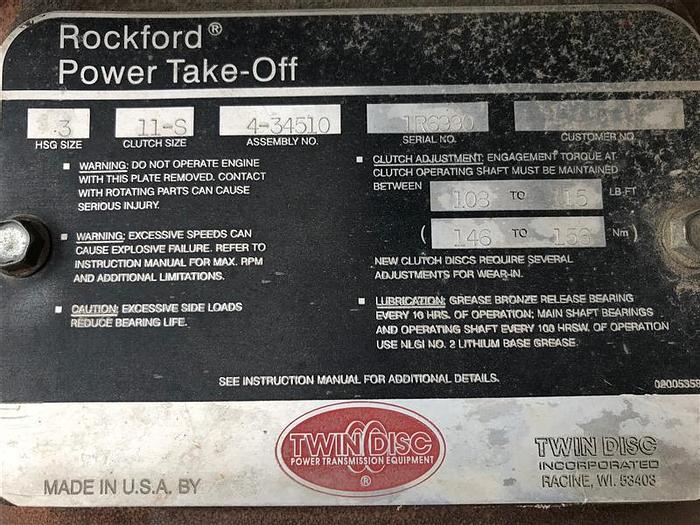 Rockford®
Power Take-Off
3 11-S 4-34510
HSG SIZE CLUTCH SIZE ASSEMBLY NO. SERIAL NO. CUSTOMER NO.
WARNING: DO NOT OPERATE ENGINE
WITH THIS PLATE REMOVED. CONTACT
WITH ROTATING PARTS CAN CAUSE
SERIOUS INJURY.
WARNING: EXCESSIVE SPEEDS CAN
CAUSE EXPLOSIVE FAILURE. REFER TO
INSTRUCTION MANUAL FOR MAX. RPM
AND ADDITIONAL LIMITATIONS.
CAUTION: EXCESSIVE SIDE LOADS
REDUCE BEARING LIFE.
CLUTCH ADJUSTMENT: ENGAGEMENT TORQUE AT
CLUTCH OPERATING SHAFT MUST BE MAINTAINED
BETWEEN 108 TO LB-FT
( 146 TO Nm)
NEW CLUTCH DISCS REQUIRE SEVERAL
ADJUSTMENTS FOR WEAR-IN.
LUBRICATION: GREASE BRONZE RELEASE BEARING
EVERY 10 HRS. OF OPERATION; MAIN SHAFT BEARINGS
AND OPERATING SHAFT EVERY 100 HRSW. OF OPERATION
USE NLGI NO. 2 LITHIUM BASE GREASE.
SEE INSTRUCTION MANUAL FOR ADDITIONAL DETAILS.
MADE IN U.S.A. BY
TWIN DISC
POWER TRANSMISSION EQUIPMENT
®
TWIN DISC
INCORPORATED
RACINE, WI. 53403